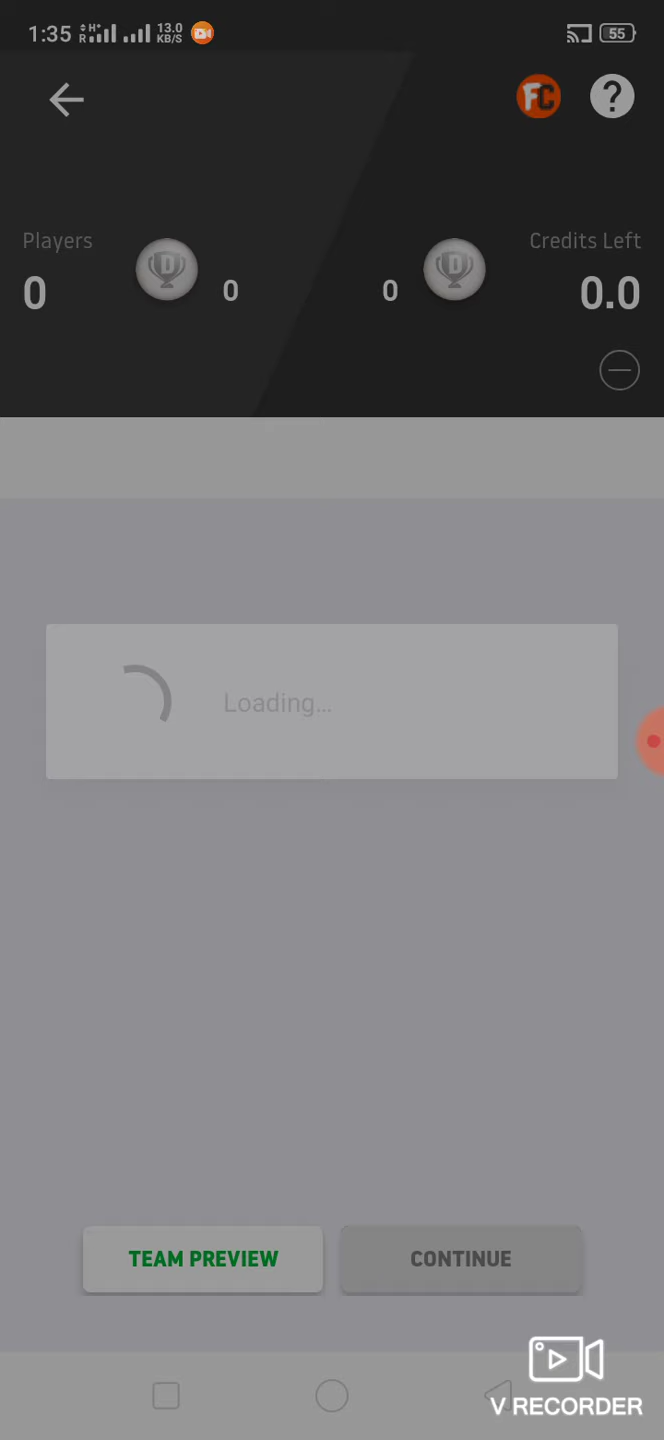 1:35 R H+ 13.0 KB/S 55
FC ?
Players Credits Left
0 D 0 0 D 0.0
Loading...
TEAM PREVIEW CONTINUE
V RECORDER